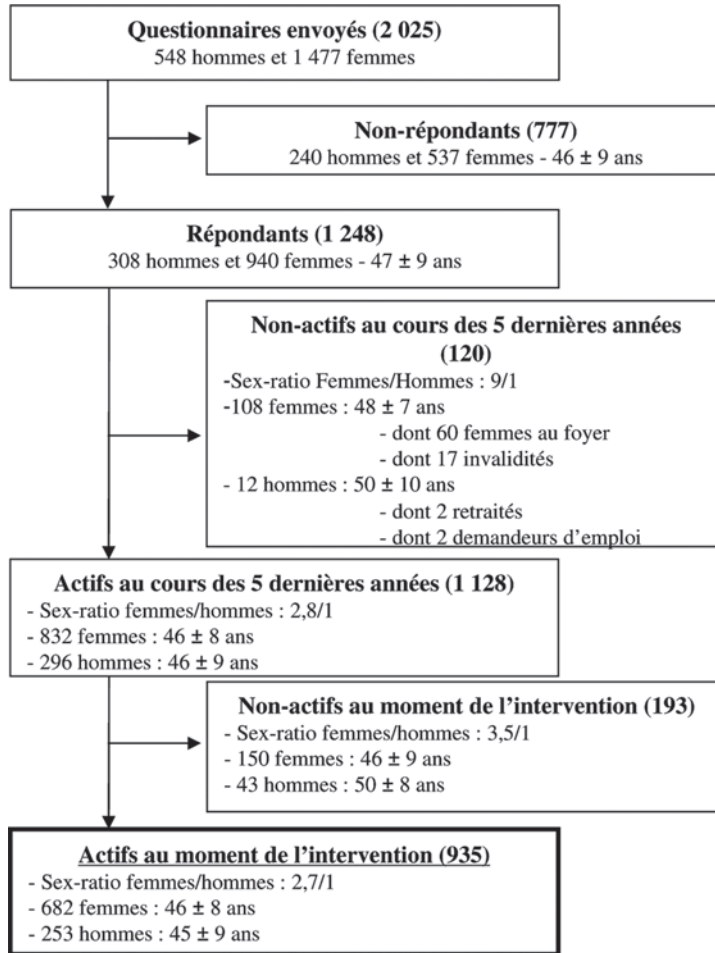 Questionnaires envoyés (2 025)
548 hommes et 1 477 femmes
Non-répondants (777)
240 hommes et 537 femmes - 46 ± 9 ans
Répondants (1 248)
308 hommes et 940 femmes - 47 ± 9 ans
Non-actifs au cours des 5 dernières années
(120)
-Sex-ratio Femmes/Hommes : 9/1
-108 femmes : 48 ± 7 ans
- dont 60 femmes au foyer
- dont 17 invalidités
- 12 hommes : 50 ± 10 ans
- dont 2 retraités
- dont 2 demandeurs d’emploi
Actifs au cours des 5 dernières années (1 128)
- Sex-ratio femmes/hommes : 2,8/1
- 832 femmes : 46 ± 8 ans
- 296 hommes : 46 ± 9 ans
Non-actifs au moment de l’intervention (193)
- Sex-ratio femmes/hommes : 3,5/1
- 150 femmes : 46 ± 9 ans
- 43 hommes : 50 ± 8 ans
Actifs au moment de l’intervention (935)
- Sex-ratio femmes/hommes : 2,7/1
- 682 femmes : 46 ± 8 ans
- 253 hommes : 45 ± 9 ans